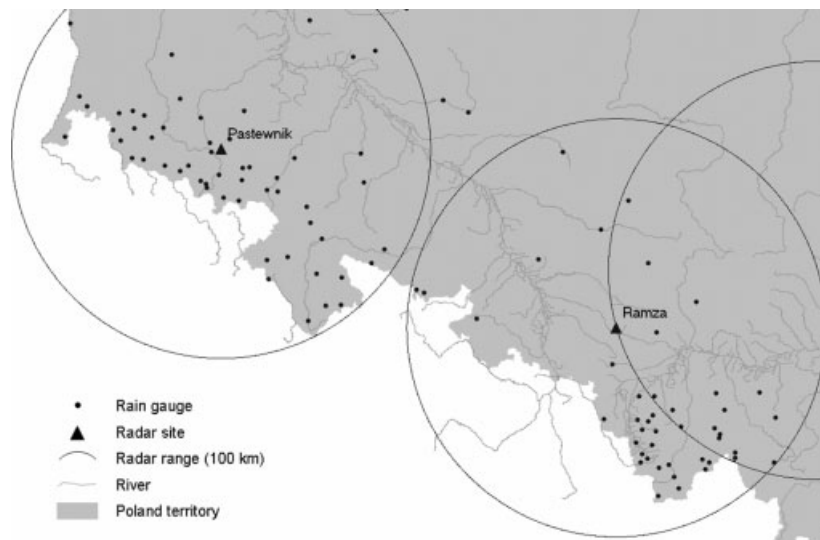 Pastewnik
Ramza
Rain gauge
Radar site
Radar range (100 km)
River
Poland territory